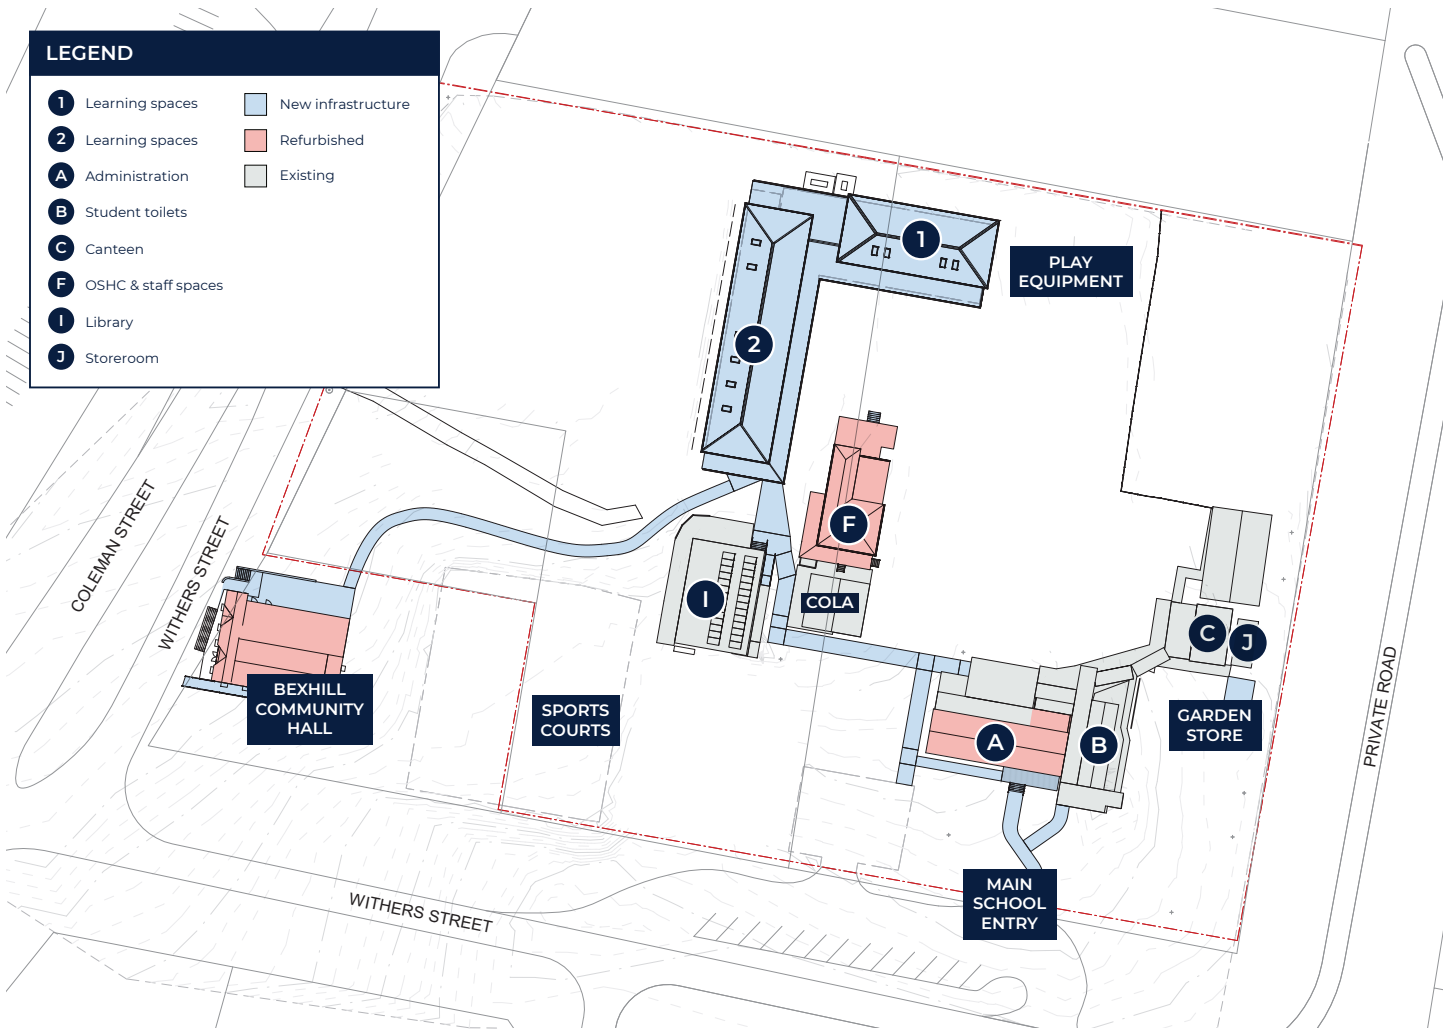 LEGEND
1 Learning spaces
2 Learning spaces
A Administration
B Student toilets
C Canteen
F OSHC & staff spaces
I Library
J Storeroom
New infrastructure
Refurbished
Existing
1
PLAY
EQUIPMENT
2
F
COLA
I
C
J
COLEMAN STREET
WITHERS STREET
BEXHILL
COMMUNITY
HALL
SPORTS
COURTS
A
B
GARDEN
STORE
PRIVATE ROAD
MAIN
SCHOOL
ENTRY
WITHERS STREET